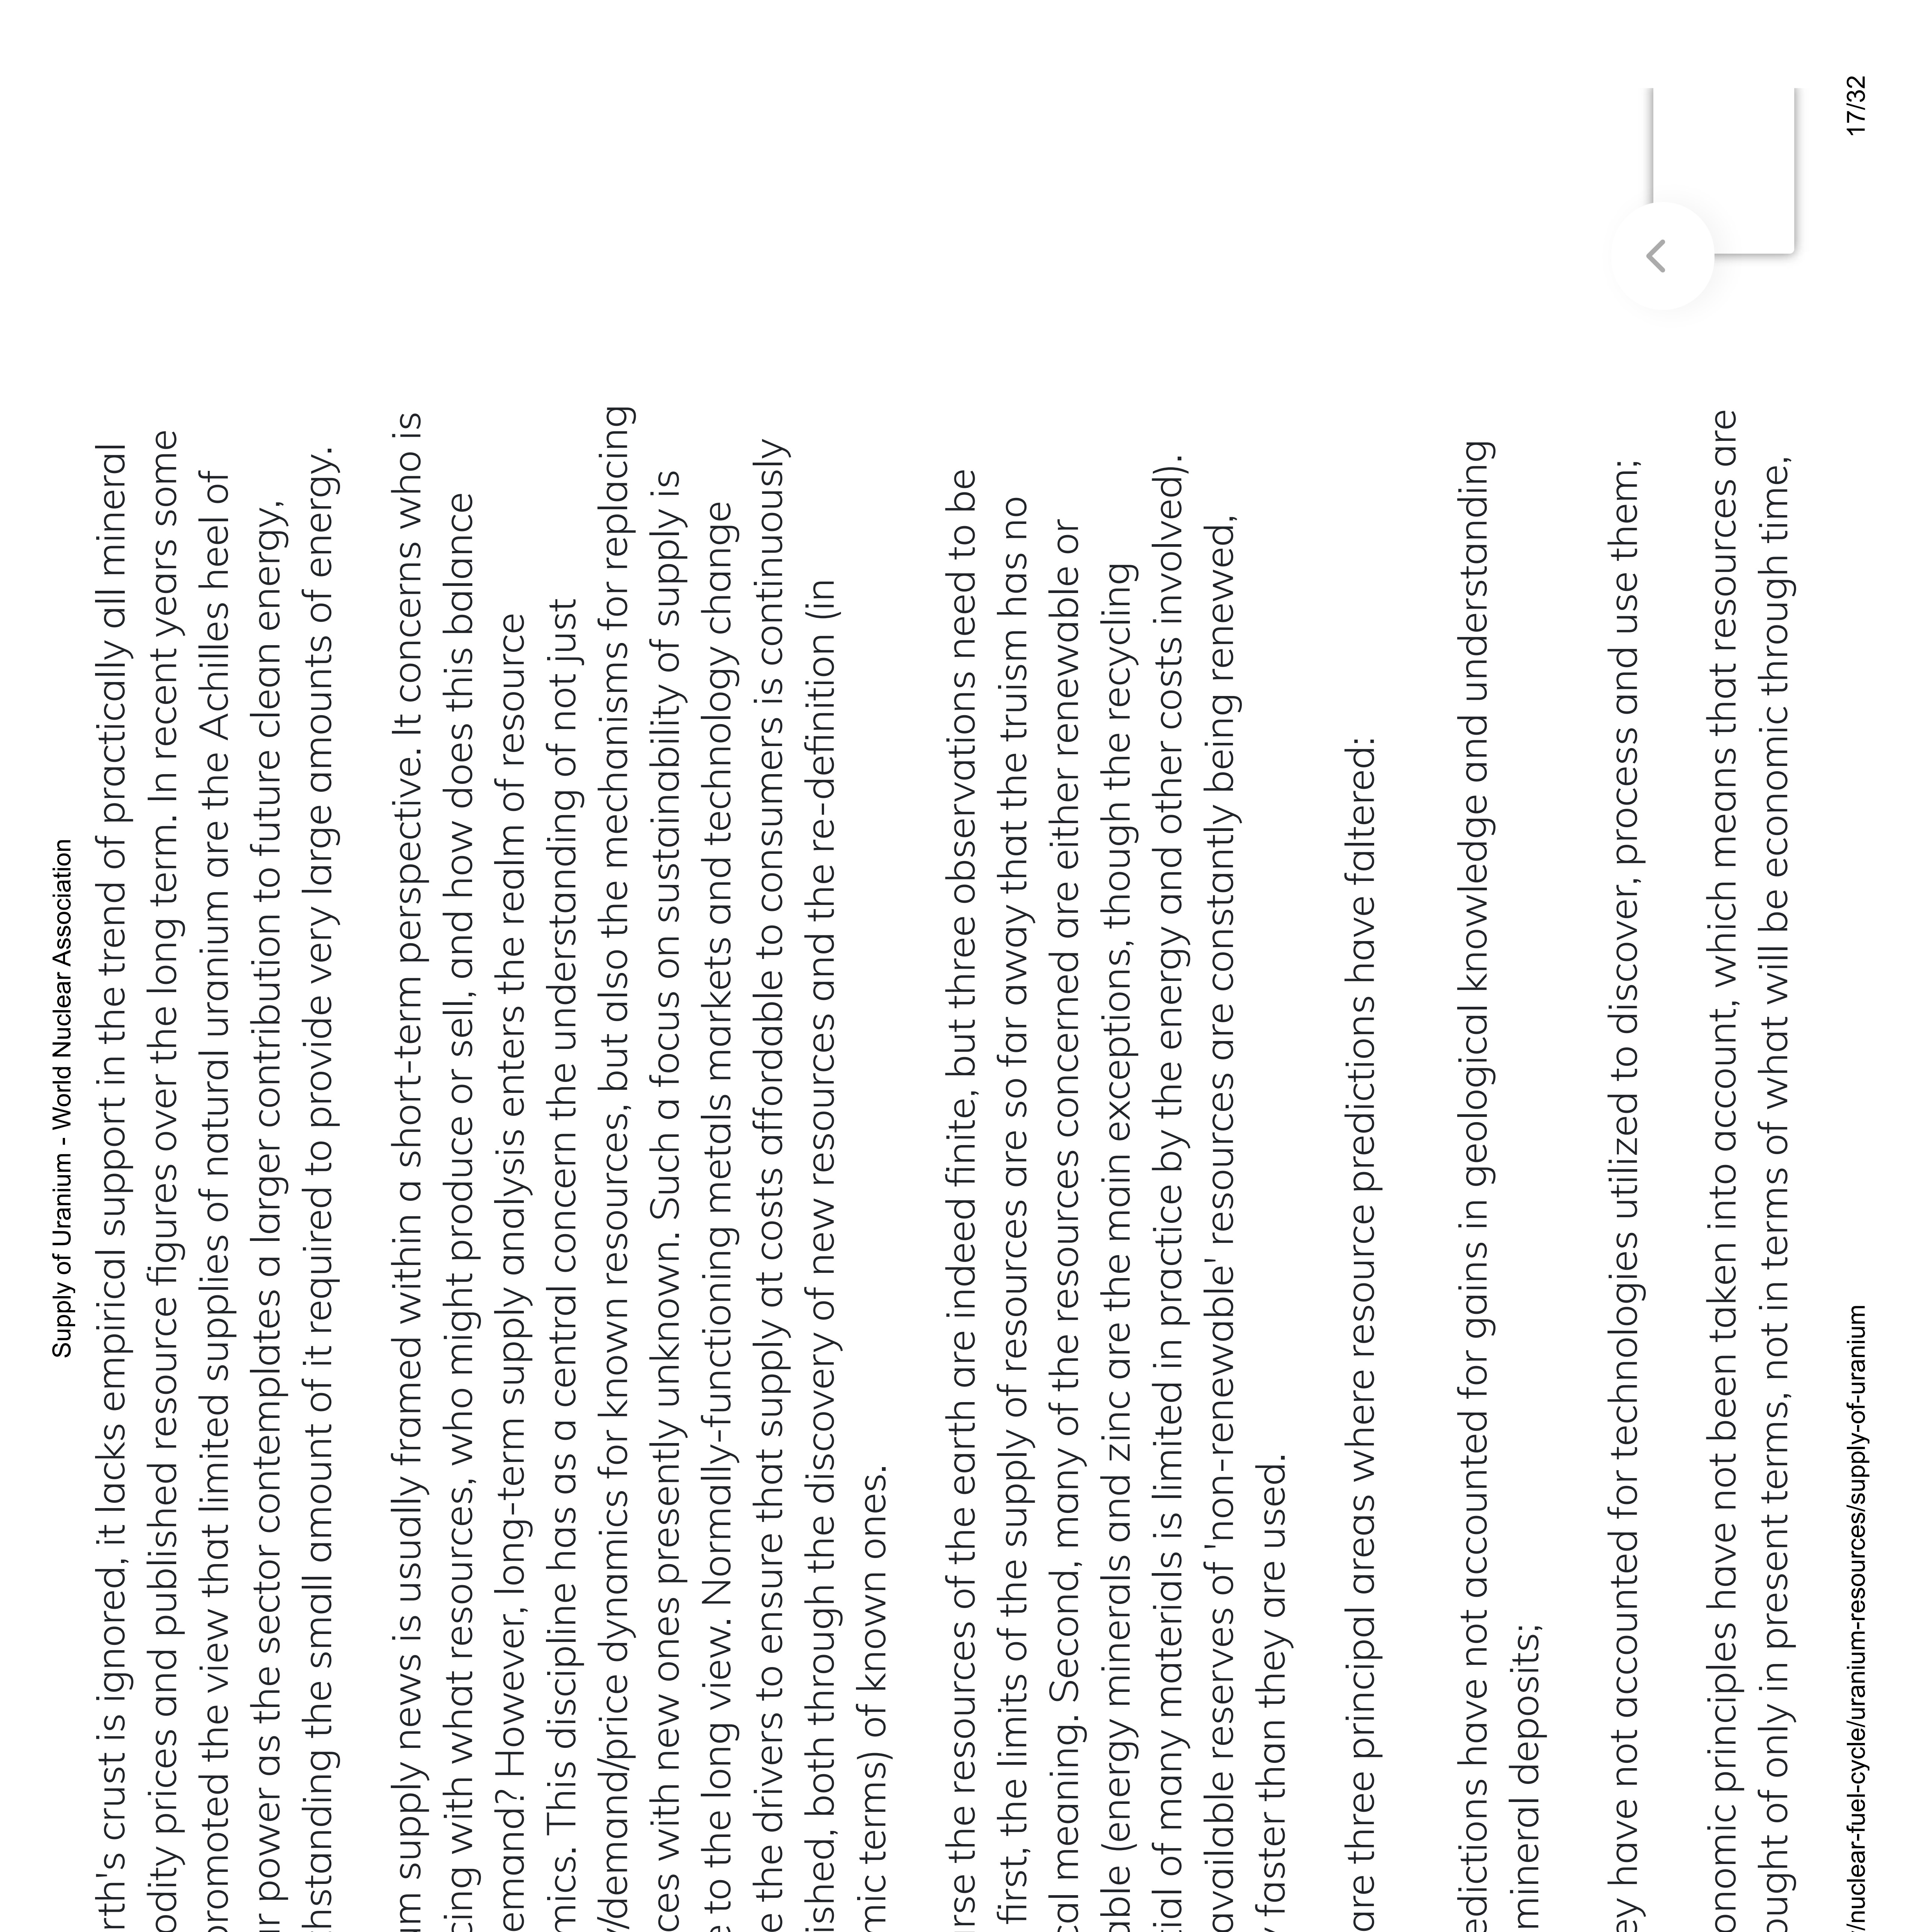 Supply of Uranium - World Nuclear Association
rth's crust is ignored, it lacks empirical support in the trend of practically all mineral
odity prices and published resource figures over the long term. In recent years some
promoted the view that limited supplies of natural uranium are the Achilles heel of
r power as the sector contemplates a larger contribution to future clean energy,
hstanding the small amount of it required to provide very large amounts of energy.
m supply news is usually framed within a short-term perspective. It concerns who is
cing with what resources, who might produce or sell, and how does this balance
emand? However, long-term supply analysis enters the realm of resource
mics. This discipline has as a central concern the understanding of not just
y/demand/price dynamics for known resources, but also the mechanisms for replacing
ces with new ones presently unknown. Such a focus on sustainability of supply is
e to the long view. Normally-functioning metals markets and technology change
e the drivers to ensure that supply at costs affordable to consumers is continuously
ished, both through the discovery of new resources and the re-definition (in
mic terms) of known ones.
rse the resources of the earth are indeed finite, but three observations need to be
first, the limits of the supply of resources are so far away that the truism has no
cal meaning. Second, many of the resources concerned are either renewable or
able (energy minerals and zinc are the main exceptions, though the recycling
tial of many materials is limited in practice by the energy and other costs involved).
available reserves of 'non-renewable' resources are constantly being renewed,
y faster than they are used.
are three principal areas where resource predictions have faltered:
edictions have not accounted for gains in geological knowledge and understanding
mineral deposits;
ey have not accounted for technologies utilized to discover, process and use them;
onomic principles have not been taken into account, which means that resources are
ought of only in present terms, not in terms of what will be economic through time,
/nuclear-fuel-cycle/uranium-resources/supply-of-uranium
17/32